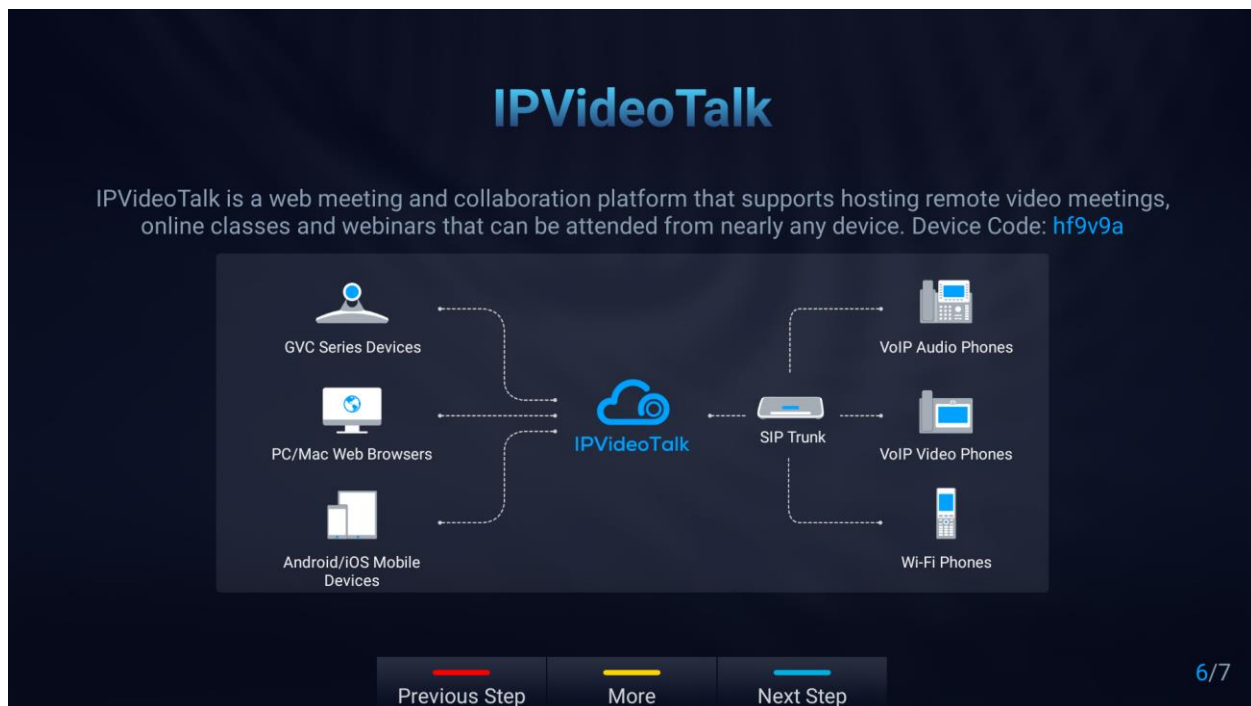 IPVideoTalk
IPVideoTalk is a web meeting and collaboration platform that supports hosting remote video meetings,
online classes and webinars that can be attended from nearly any device. Device Code: hf9v9a
GVC Series Devices
PC/Mac Web Browsers
Android/iOS Mobile
Devices
IPVideoTalk
SIP Trunk
VoIP Audio Phones
VoIP Video Phones
Wi-Fi Phones
Previous Step
More
Next Step
6/7